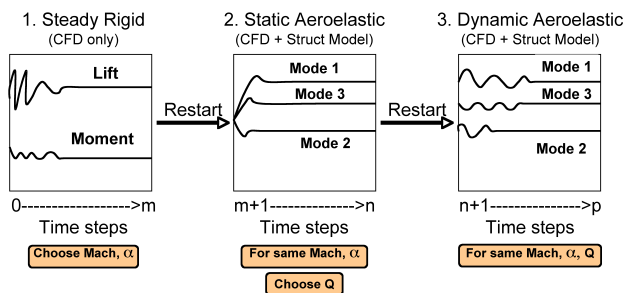 1. Steady Rigid
(CFD only)
Lift
Moment
0------------------>m
Time steps
Choose Mach, α
Restart
2. Static Aeroelastic
(CFD + Struct Model)
Mode 1
Mode 3
Mode 2
m+1-------------->n
Time steps
For same Mach, α
Choose Q
Restart
3. Dynamic Aeroelastic
(CFD + Struct Model)
Mode 1
Mode 3
Mode 2
n+1--------------->p
Time steps
For same Mach, α, Q